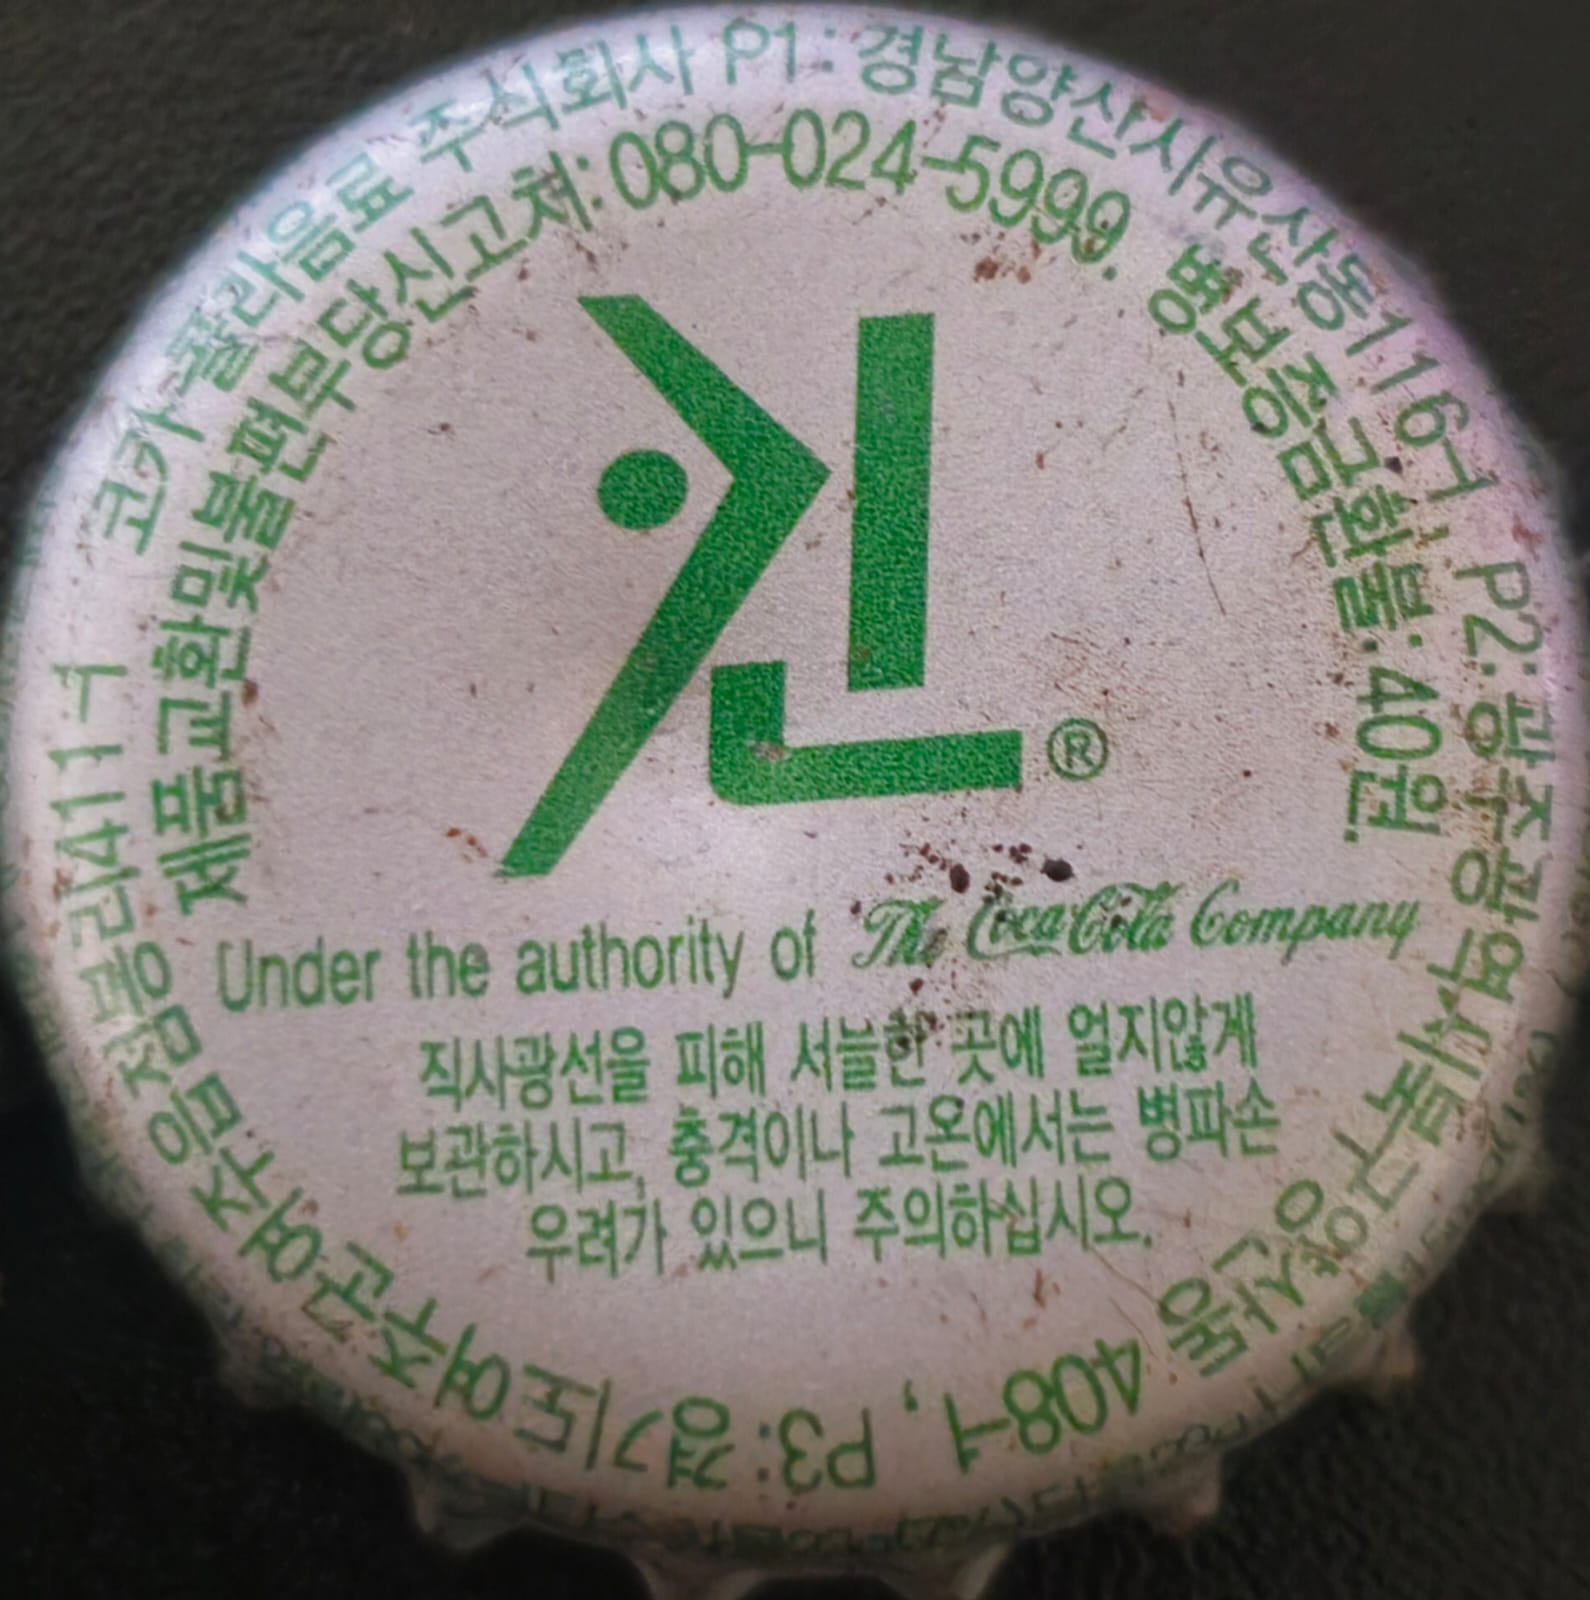 코카·콜라음료 주식회사 P1: 경남양산시유산동116-1, P2: 광주광역시북구양산동 408-1, P3: 경기도여주군여주읍점봉리411-1
제품교환및불편부당신고처: 080-024-5999. 병보증금환불: 40원.
킨®
Under the authority of The Coca-Cola Company
직사광선을 피해 서늘한 곳에 얼지않게
보관하시고, 충격이나 고온에서는 병파손
우려가 있으니 주의하십시오.